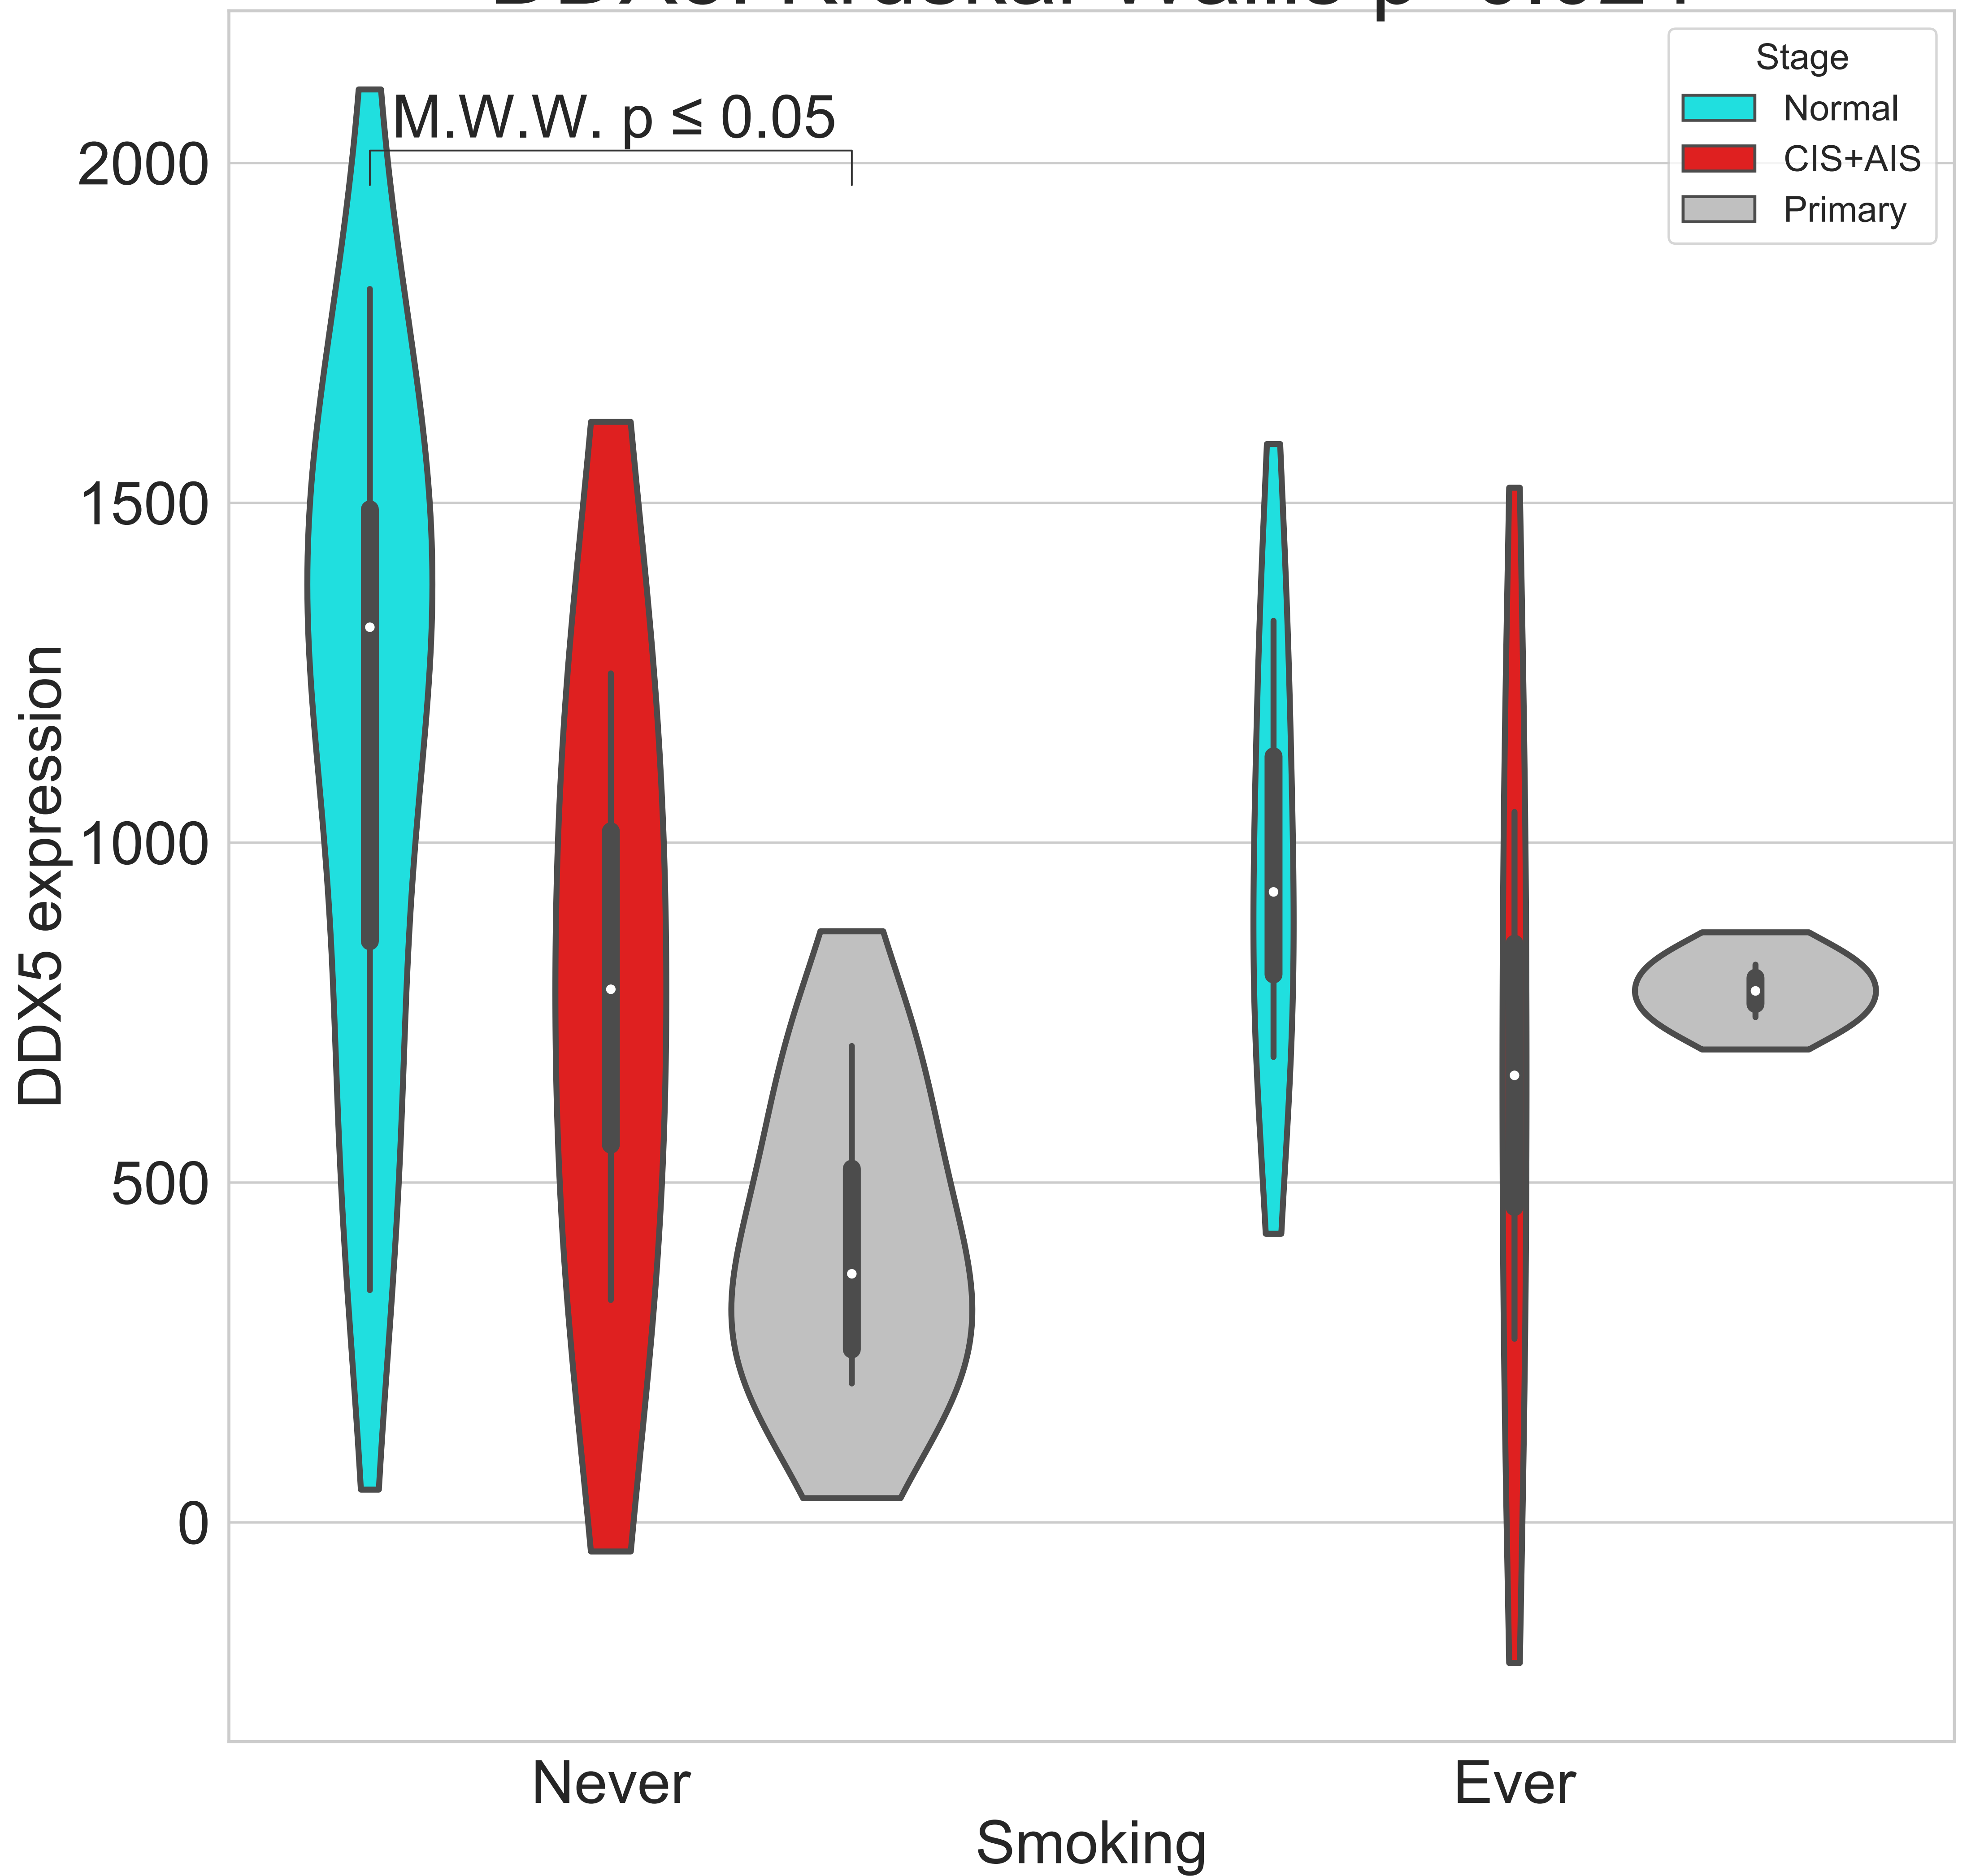 Stage
Normal
CIS+AIS
Primary
M.W.W. p ≤ 0.05
2000
1500
1000
500
0
DDX5 expression
Never
Ever
Smoking